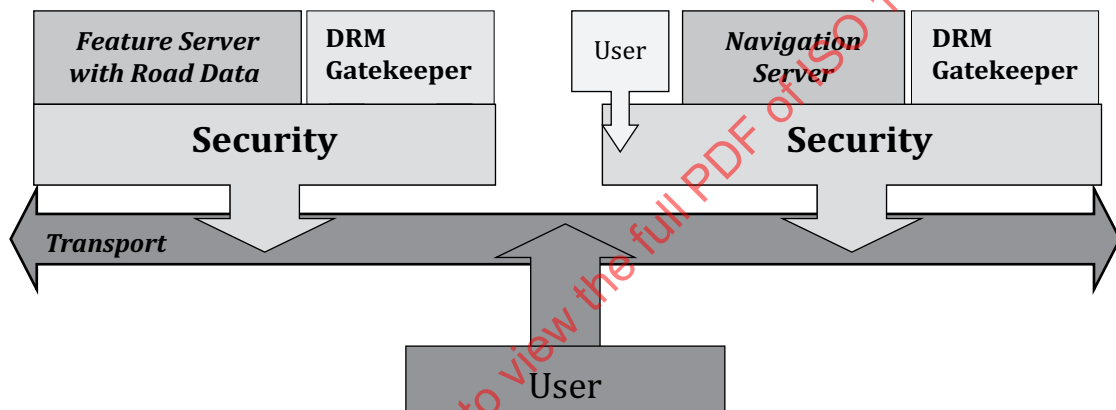 Feature Server
with Road Data
DRM
Gatekeeper
User
Navigation
Server
DRM
Gatekeeper
Security
Security
Transport
User
to view the full PDF of ISO